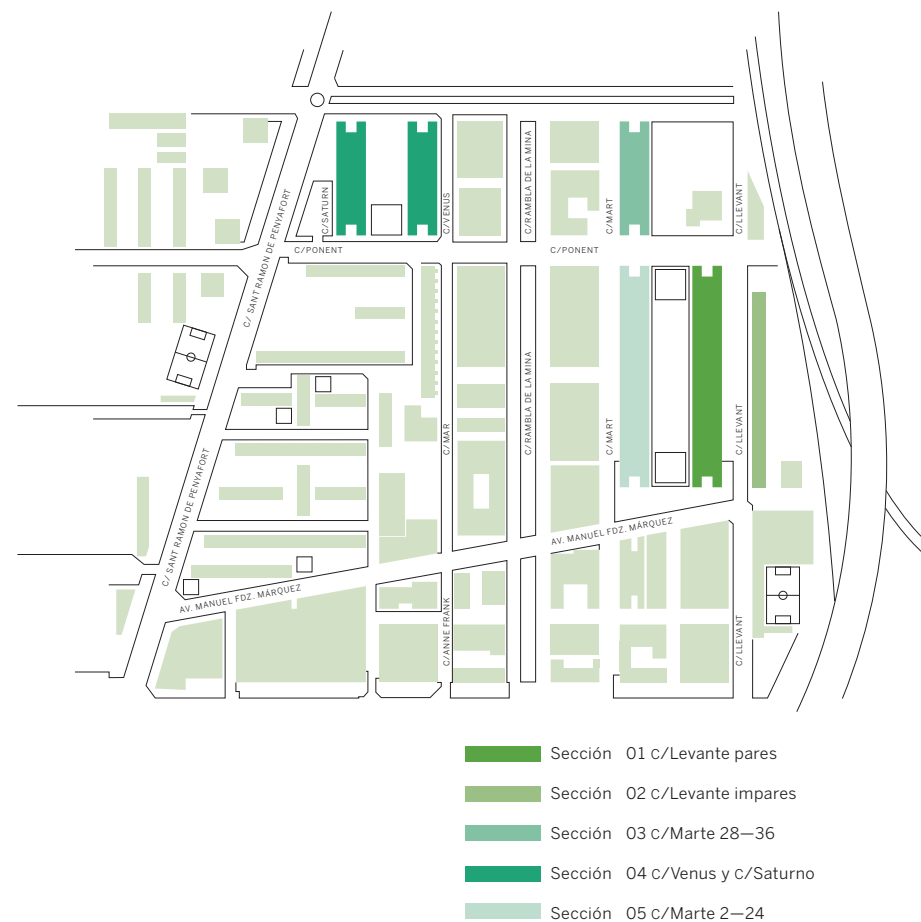 C/ SANT RAMON DE PENYAFORT
C/SATURN
C/VENUS
C/RAMBLA DE LA MINA
C/MART
C/LLEVANT
C/PONENT
C/PONENT
C/MAR
C/RAMBLA DE LA MINA
C/MART
C/LLEVANT
C/ SANT RAMON DE PENYAFORT
AV. MANUEL FDZ. MÁRQUEZ
AV. MANUEL FDZ. MÁRQUEZ
C/ANNE FRANK
C/LLEVANT
Sección 01 C/Levante pares
Sección 02 C/Levante impares
Sección 03 C/Marte 28—36
Sección 04 C/Venus y C/Saturno
Sección 05 C/Marte 2—24